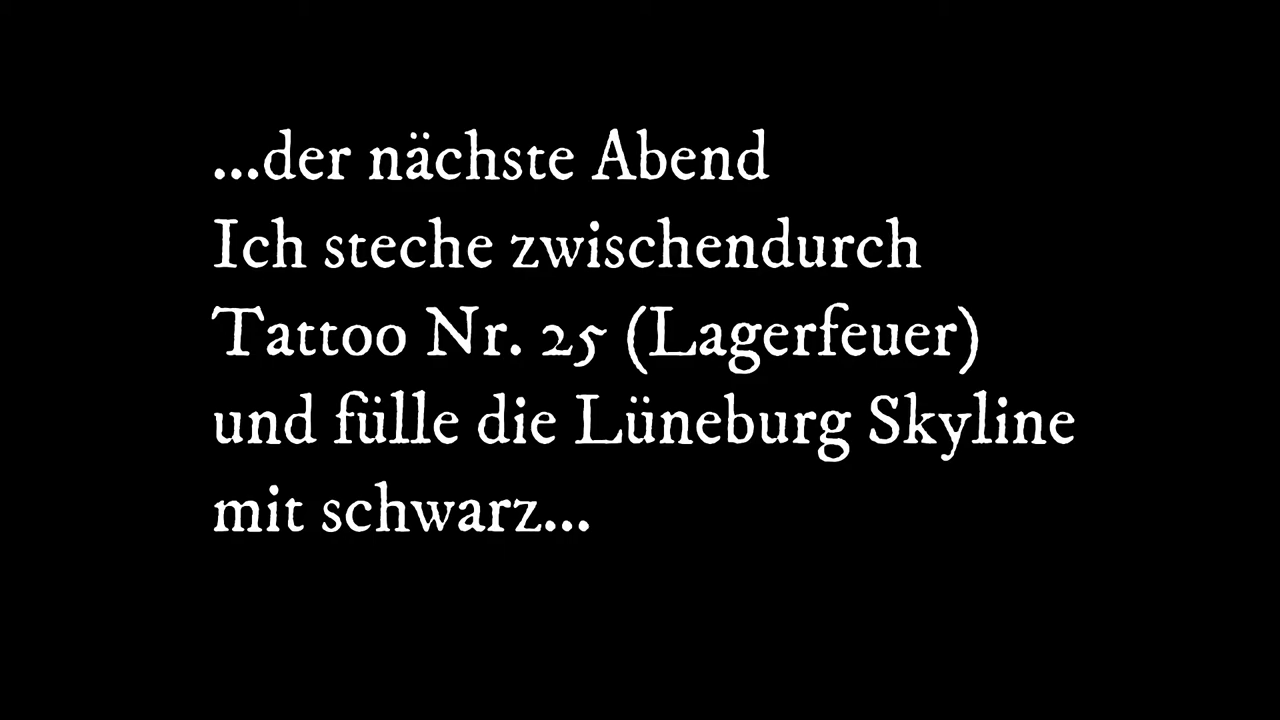 ...der nächste Abend
Ich steche zwischendurch
Tattoo Nr. 25 (Lagerfeuer)
und fülle die Lüneburg Skyline
mit schwarz...